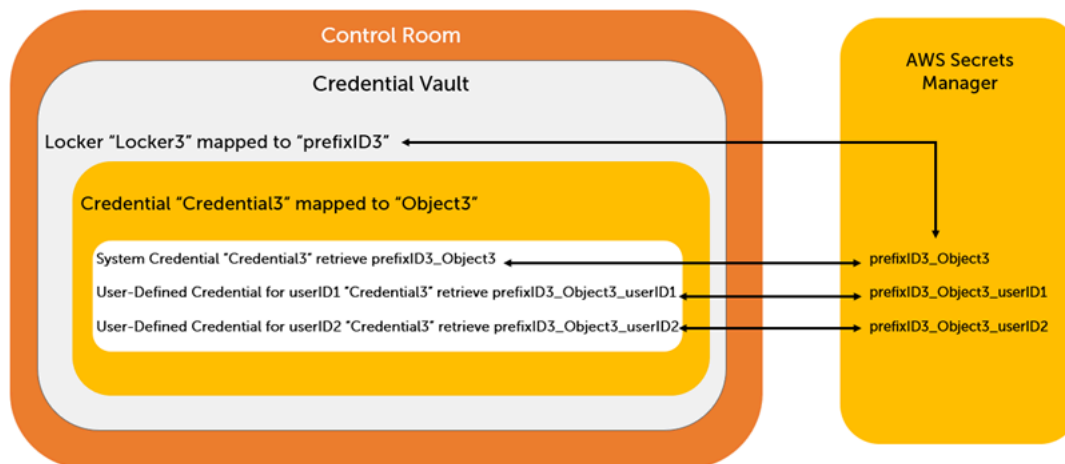 Control Room
Credential Vault
AWS Secrets
Manager
Locker “Locker3” mapped to “prefixID3”
Credential “Credential3” mapped to “Object3”
System Credential “Credential3” retrieve prefixID3_Object3
prefixID3_Object3
User-Defined Credential for userID1 “Credential3” retrieve prefixID3_Object3_userID1
prefixID3_Object3_userID1
User-Defined Credential for userID2 “Credential3” retrieve prefixID3_Object3_userID2
prefixID3_Object3_userID2